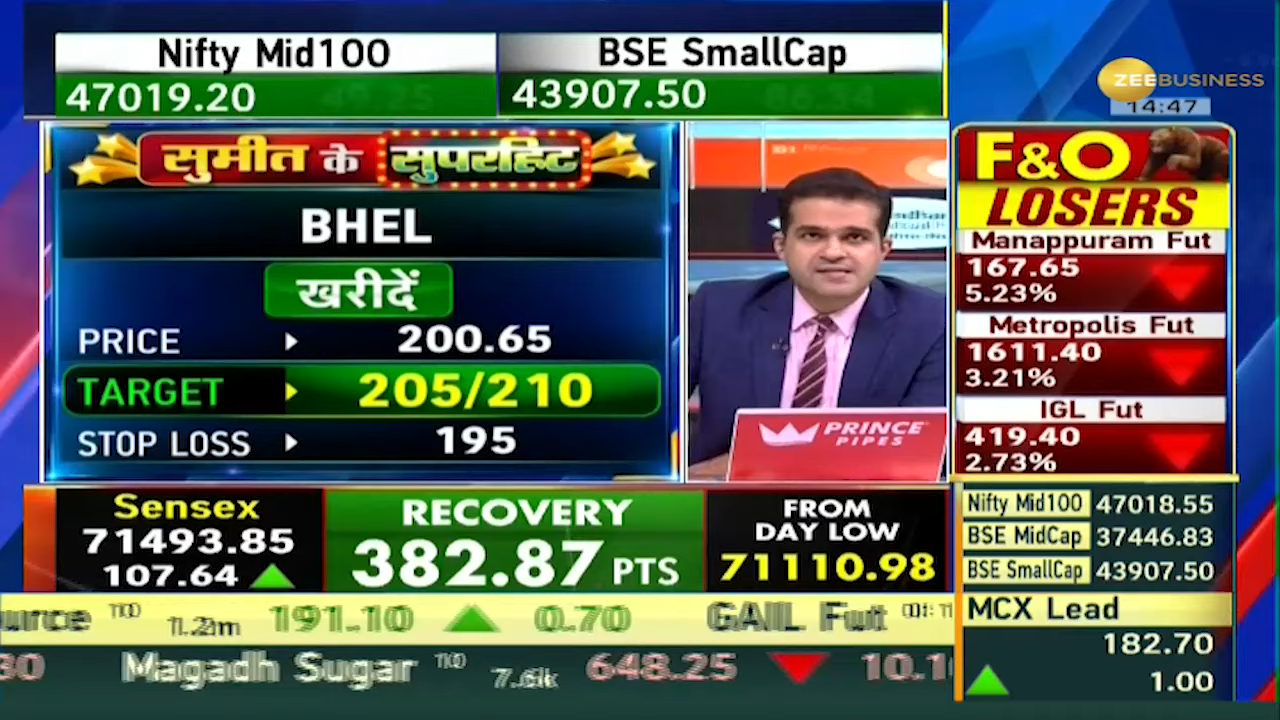 Nifty Mid100
BSE SmallCap
47019.20
43907.50
ZEEBUSINESS
14:47
सुमीत के सुपरहिट
BHEL
खरीदें
PRICE 200.65
TARGET 205/210
STOP LOSS 195
PRINCE
PIPES
F&O
LOSERS
Manappuram Fut
167.65
5.23%
Metropolis Fut
1611.40
3.21%
IGL Fut
419.40
2.73%
Sensex
71493.85
107.64
RECOVERY
382.87 PTS
FROM
DAY LOW
71110.98
Nifty Mid100 47018.55
BSE MidCap 37446.83
BSE SmallCap 43907.50
MCX Lead
182.70
1.00
191.10 0.70 GAIL Fut
Magadh Sugar 648.25